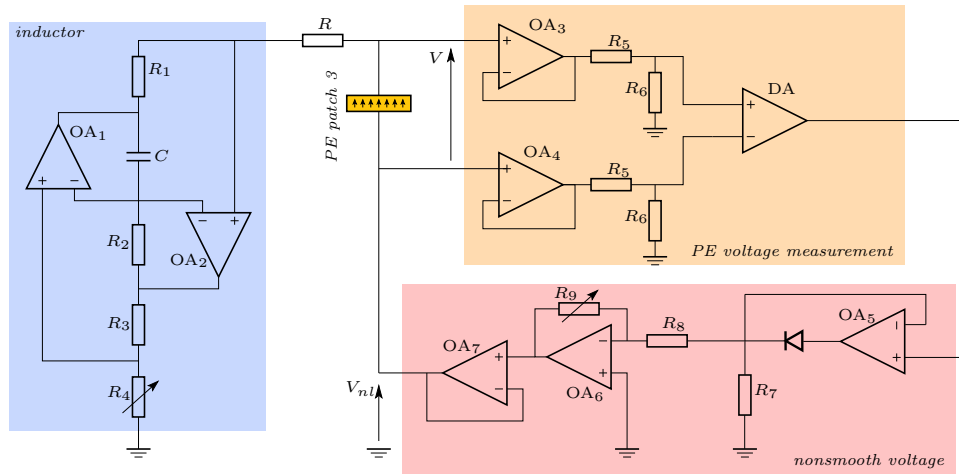 inductor
R
OA₃
R₅
R₁
V
R₆
DA
PE patch 3
OA₁
C
OA₄
R₅
R₂
R₆
OA₂
PE voltage measurement
R₃
R₉
OA₇
R₈
OA₅
R₄
Vₙₗ
OA₆
R₇
nonsmooth voltage